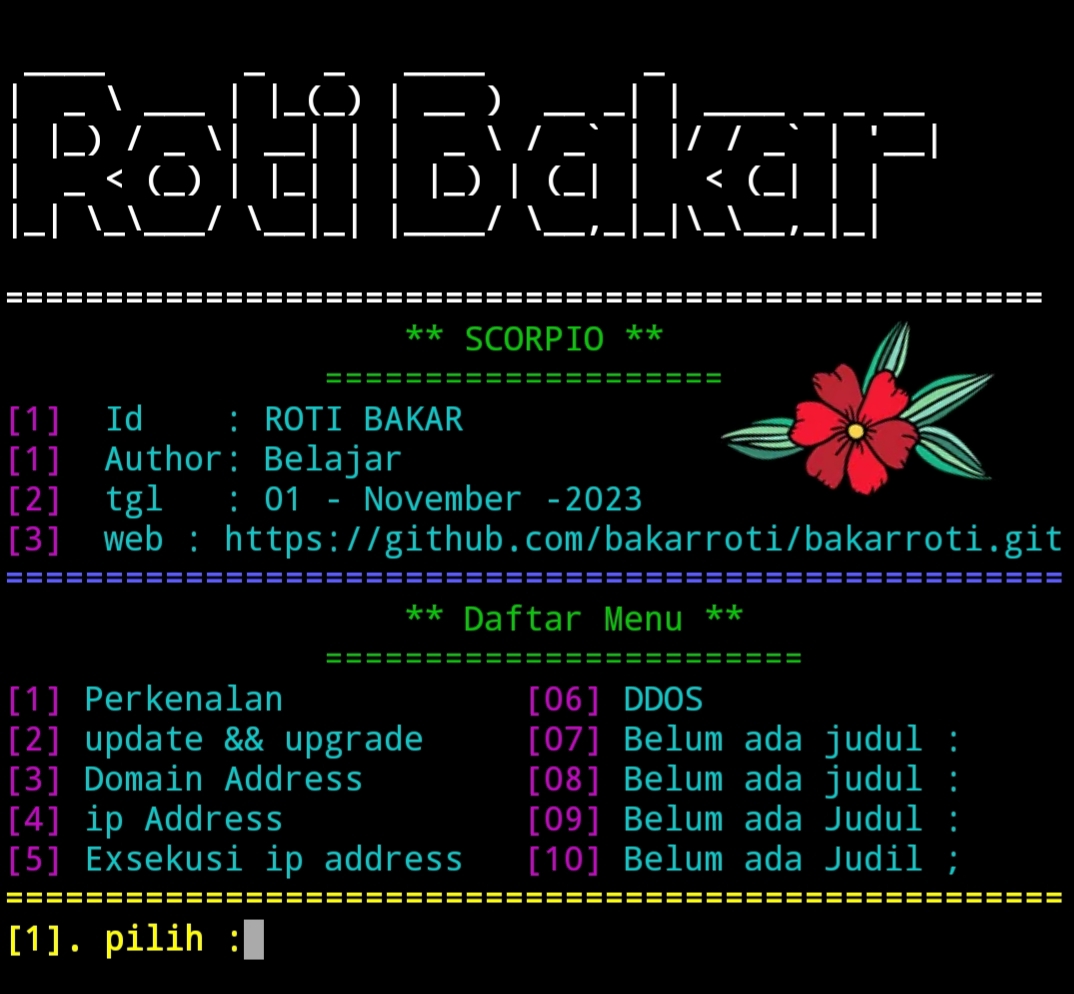 Roti Bakar
====================================================
** SCORPIO **
====================
[1] Id : ROTI BAKAR
[1] Author: Belajar
[2] tgl : 01 - November -2023
[3] web : https://github.com/bakarroti/bakarroti.git
=====================================================
** Daftar Menu **
========================
[1] Perkenalan [06] DDOS
[2] update && upgrade [07] Belum ada judul :
[3] Domain Address [08] Belum ada judul :
[4] ip Address [09] Belum ada Judul :
[5] Exsekusi ip address [10] Belum ada Judil ;
=====================================================
[1]. pilih :